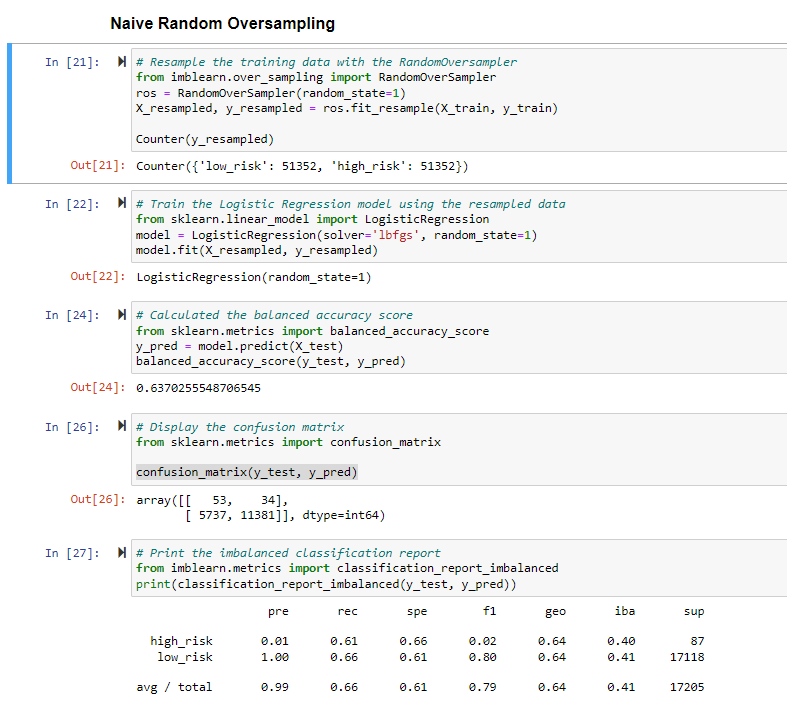 Naive Random Oversampling
In [21]:
# Resample the training data with the RandomOversampler
from imblearn.over_sampling import RandomOverSampler
ros = RandomOverSampler(random_state=1)
X_resampled, y_resampled = ros.fit_resample(X_train, y_train)
Counter(y_resampled)
Out[21]: Counter({'low_risk': 51352, 'high_risk': 51352})
In [22]:
# Train the Logistic Regression model using the resampled data
from sklearn.linear_model import LogisticRegression
model = LogisticRegression(solver='lbfgs', random_state=1)
model.fit(X_resampled, y_resampled)
Out[22]: LogisticRegression(random_state=1)
In [24]:
# Calculated the balanced accuracy score
from sklearn.metrics import balanced_accuracy_score
y_pred = model.predict(X_test)
balanced_accuracy_score(y_test, y_pred)
Out[24]: 0.6370255548706545
In [26]:
# Display the confusion matrix
from sklearn.metrics import confusion_matrix
confusion_matrix(y_test, y_pred)
Out[26]: array([[   53,    34],
       [ 5737, 11381]], dtype=int64)
In [27]:
# Print the imbalanced classification report
from imblearn.metrics import classification_report_imbalanced
print(classification_report_imbalanced(y_test, y_pred))
pre rec spe f1 geo iba sup
high_risk 0.01 0.61 0.66 0.02 0.64 0.40 87
low_risk 1.00 0.66 0.61 0.80 0.64 0.41 17118
avg / total 0.99 0.66 0.61 0.79 0.64 0.41 17205